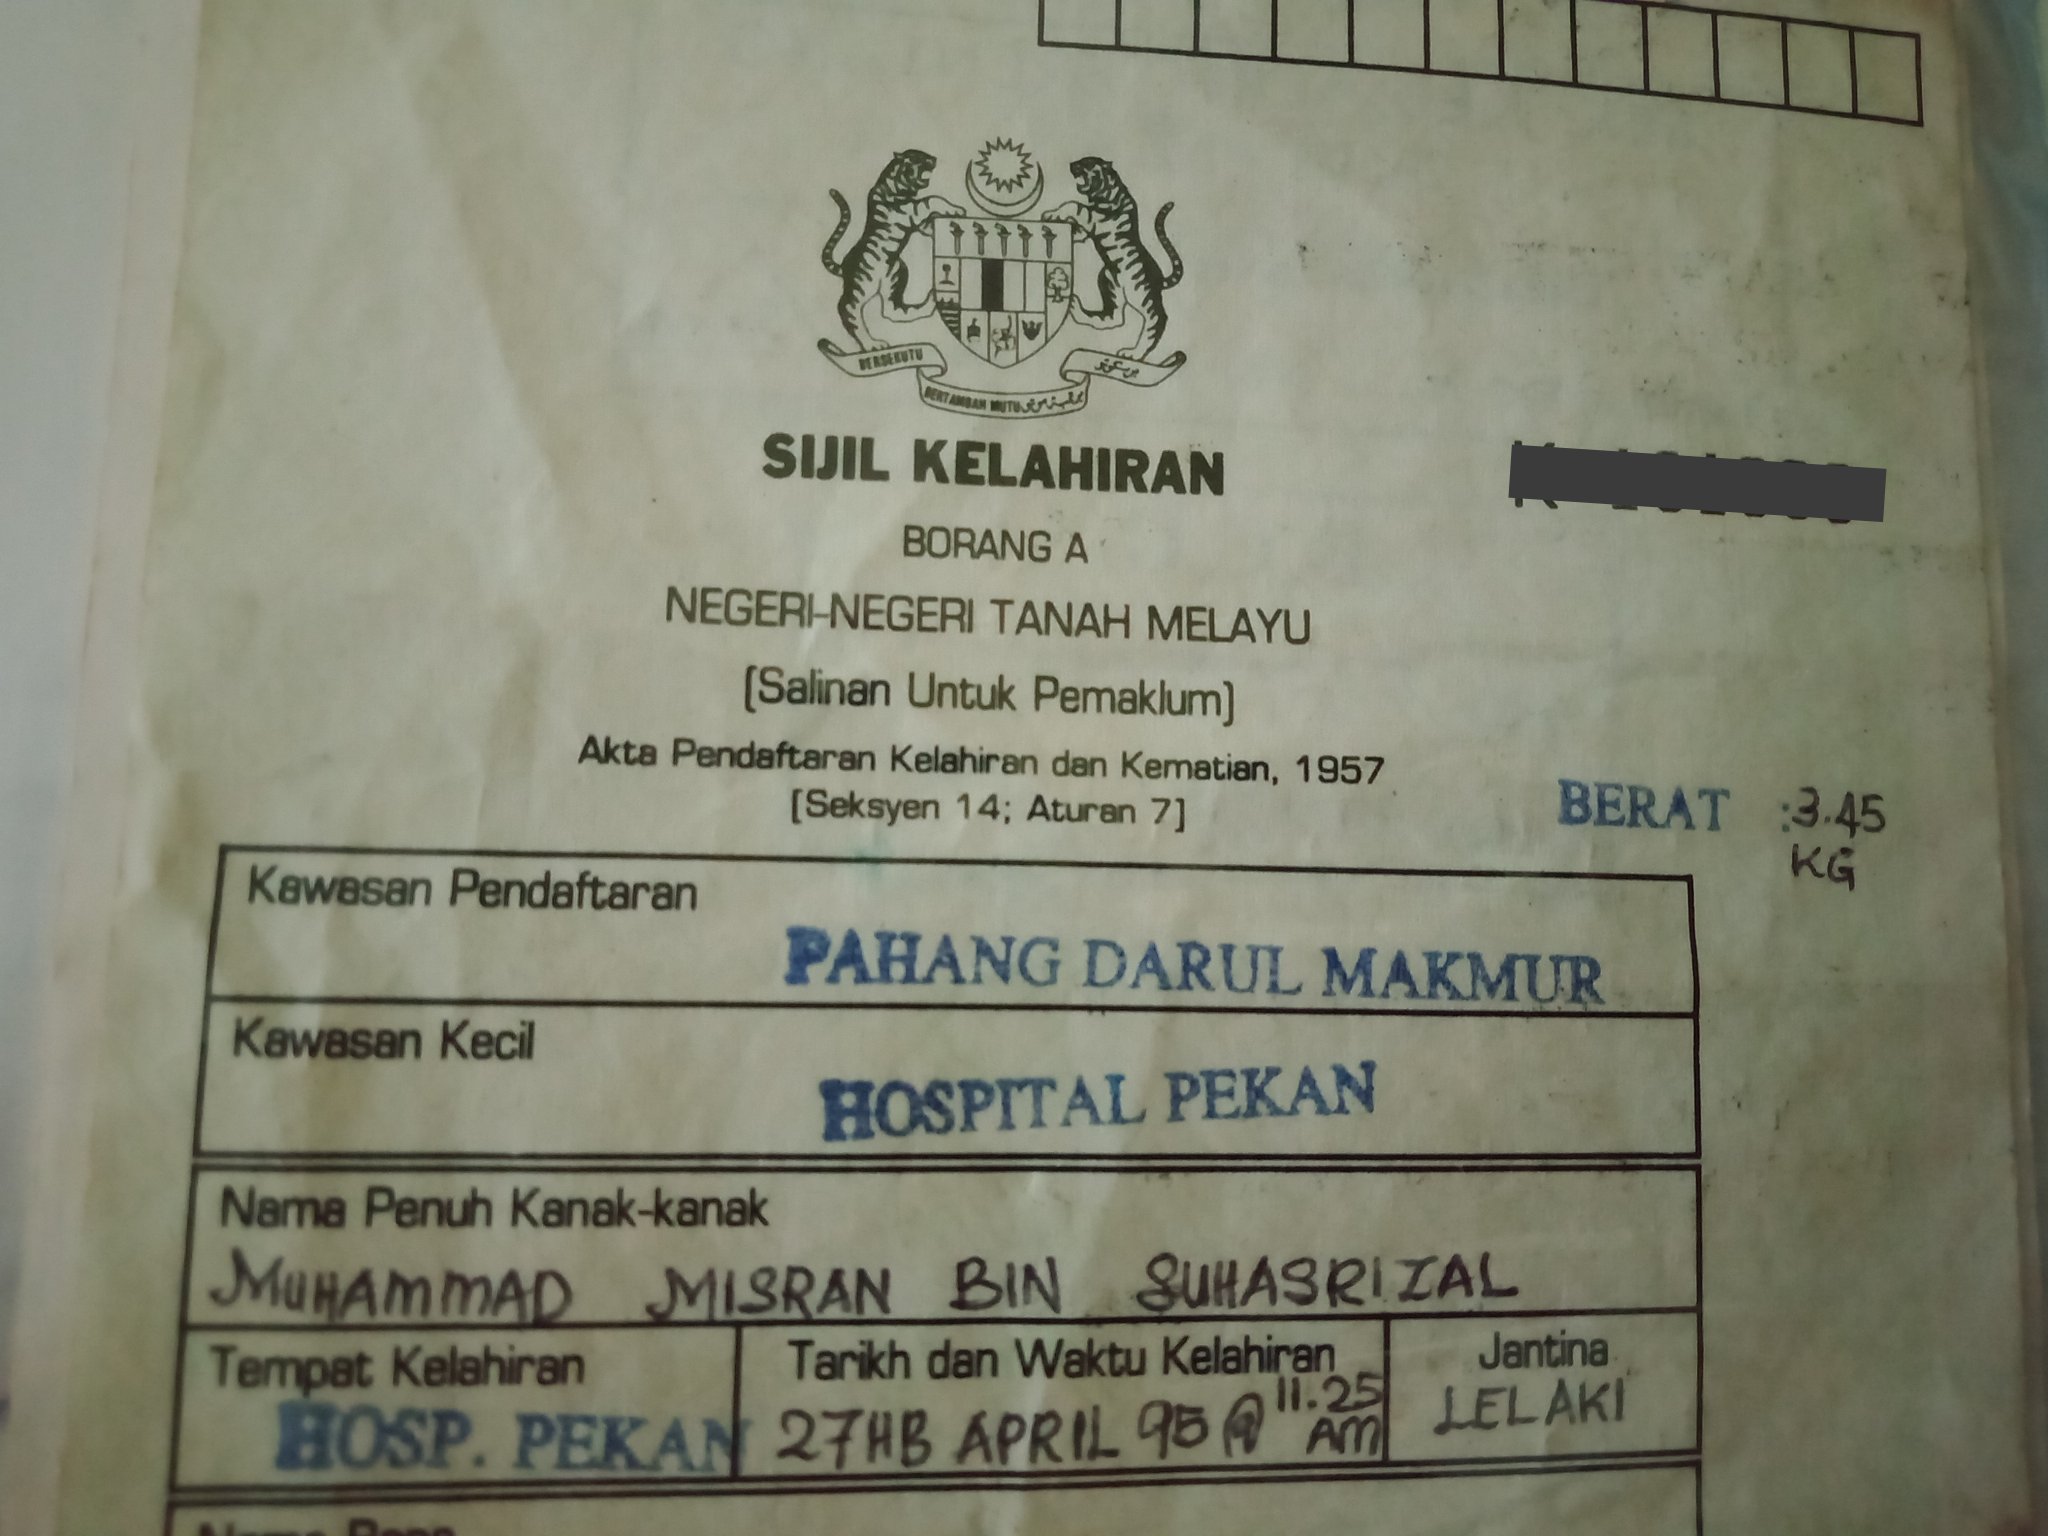 BERSEKUTU
BERTAMBAH MUTU
SIJIL KELAHIRAN
BORANG A
NEGERI-NEGERI TANAH MELAYU
(Salinan Untuk Pemaklum)
Akta Pendaftaran Kelahiran dan Kematian, 1957
[Seksyen 14; Aturan 7]
BERAT :3.45
KG
Kawasan Pendaftaran
PAHANG DARUL MAKMUR
Kawasan Kecil
HOSPITAL PEKAN
Nama Penuh Kanak-kanak
MUHAMMAD MISRAN BIN SUHASRIZAL
Tempat Kelahiran
HOSP. PEKAN
Tarikh dan Waktu Kelahiran
27HB APRIL 95 @ 11.25 AM
Jantina
LELAKI